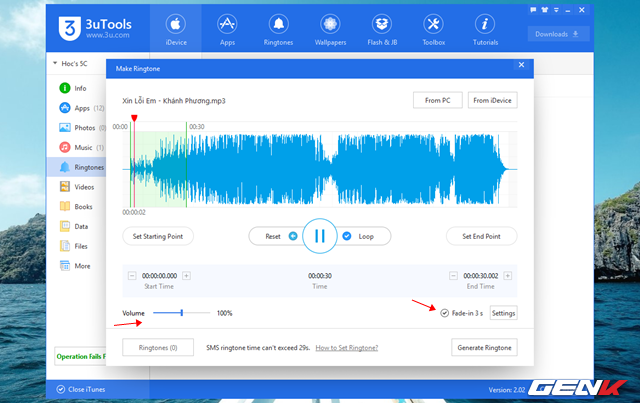 3uTools
www.3u.com
3
iDevice
Apps
Ringtones
Wallpapers
Flash & JB
Toolbox
Tutorials
Downloads
Hoc's 5C
Info
Apps (12)
Photos (0)
Music (1)
Ringtones
Videos
Books
Data
Files
More
Operation fails F
Close iTunes
Version: 2.02
Make Ringtone
Xin Lỗi Em - Khánh Phương.mp3
From PC
From iDevice
00:00
00:30
00:00:02
Set Starting Point
Reset
Loop
Set End Point
00:00:00.000
Start Time
00:00:30
Time
00:00:30.002
End Time
Volume
100%
Fade-in 3 s
Settings
Ringtones (0)
SMS ringtone time can't exceed 29s.
How to Set Ringtone?
Generate Ringtone
GENK